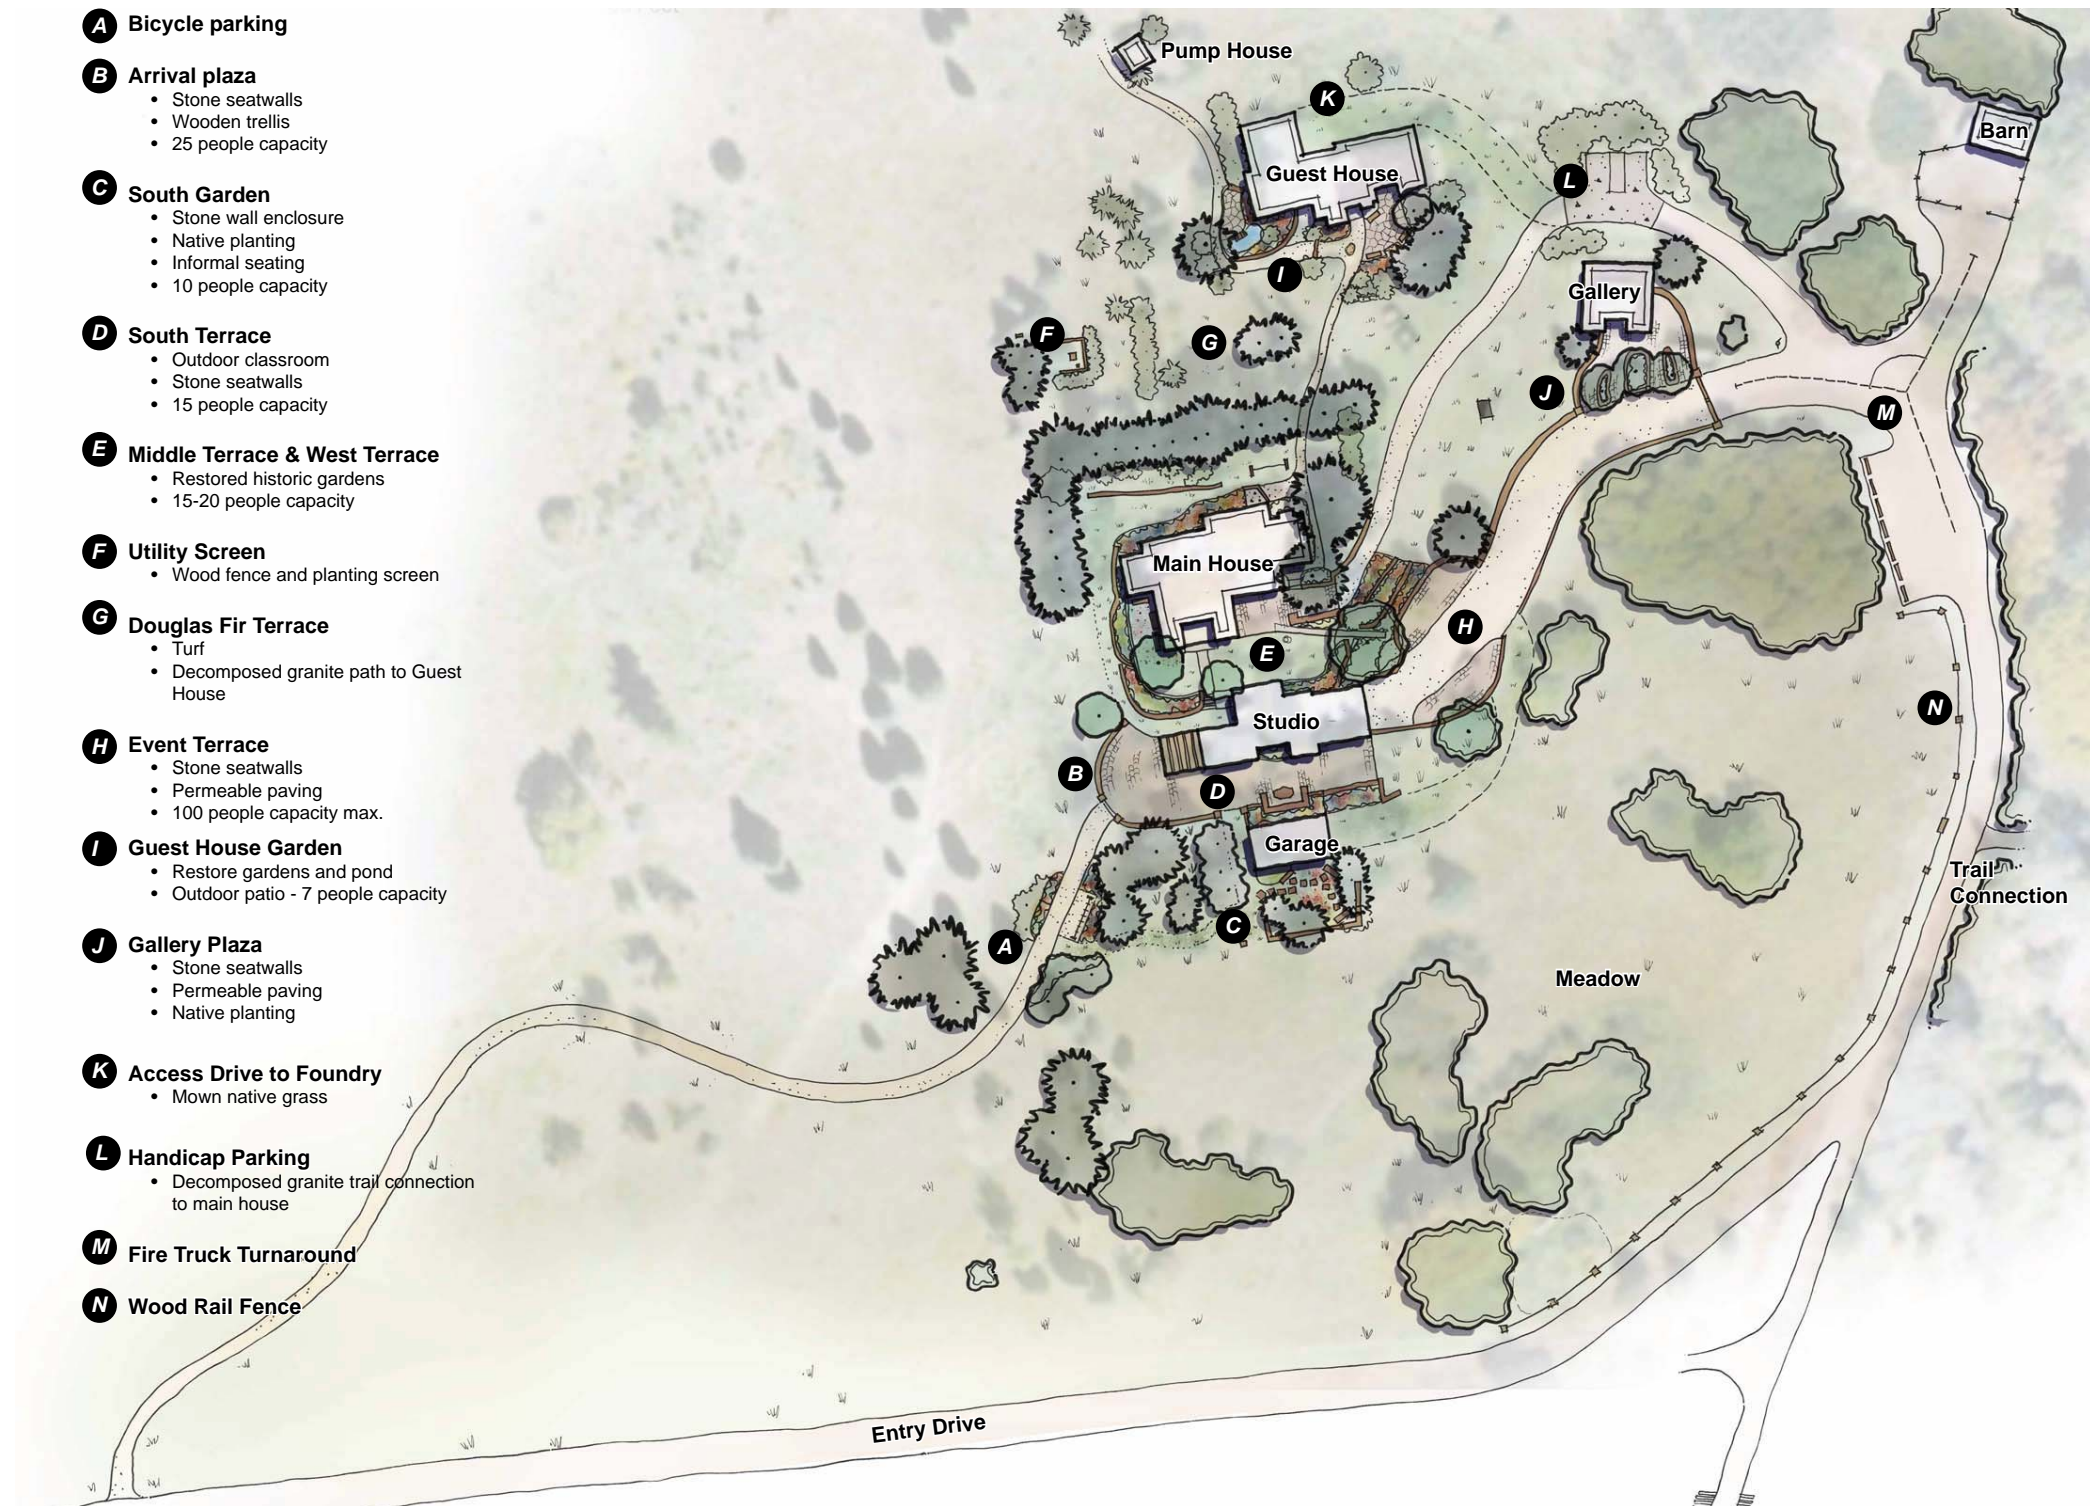 A Bicycle parking
B Arrival plaza
• Stone seatwalls
• Wooden trellis
• 25 people capacity
C South Garden
• Stone wall enclosure
• Native planting
• Informal seating
• 10 people capacity
D South Terrace
• Outdoor classroom
• Stone seatwalls
• 15 people capacity
E Middle Terrace & West Terrace
• Restored historic gardens
• 15-20 people capacity
F Utility Screen
• Wood fence and planting screen
G Douglas Fir Terrace
• Turf
• Decomposed granite path to Guest
House
H Event Terrace
• Stone seatwalls
• Permeable paving
• 100 people capacity max.
I Guest House Garden
• Restore gardens and pond
• Outdoor patio - 7 people capacity
J Gallery Plaza
• Stone seatwalls
• Permeable paving
• Native planting
K Access Drive to Foundry
• Mown native grass
L Handicap Parking
• Decomposed granite trail connection
to main house
M Fire Truck Turnaround
N Wood Rail Fence
Pump House
K
Barn
Guest House
L
I
Gallery
F
G
J
M
Main House
H
E
N
Studio
B
D
Garage
Trail
Connection
C
A
Meadow
Entry Drive